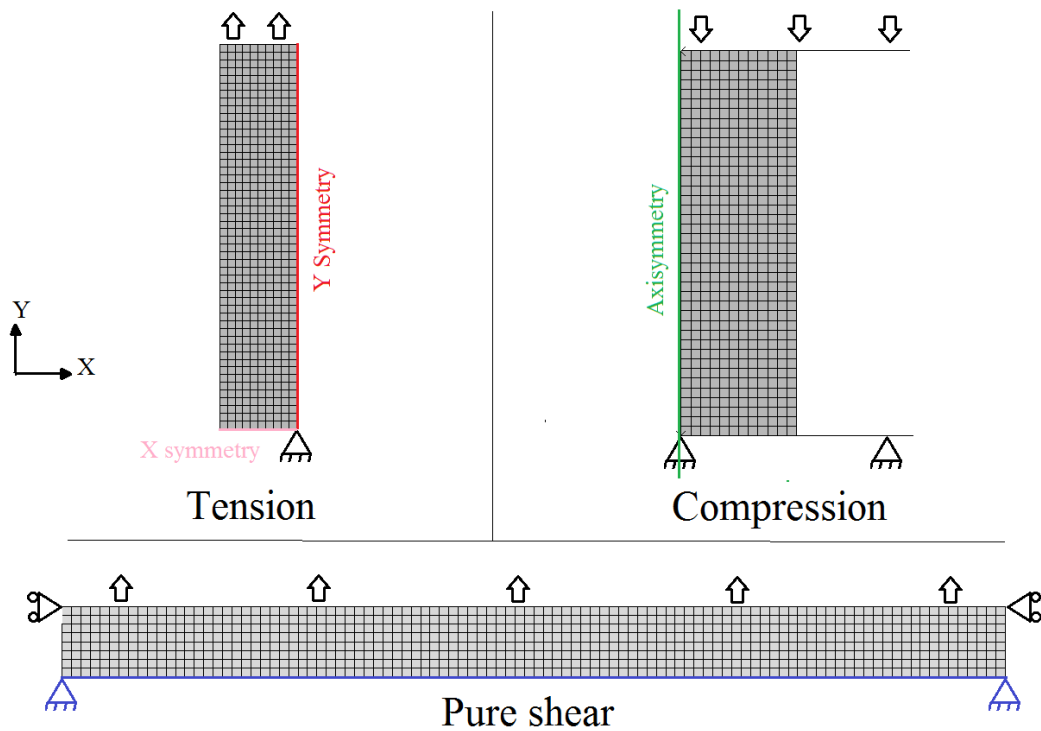 Y Symmetry
Axisymmetry
Y
X
X symmetry
Tension
Compression
Pure shear